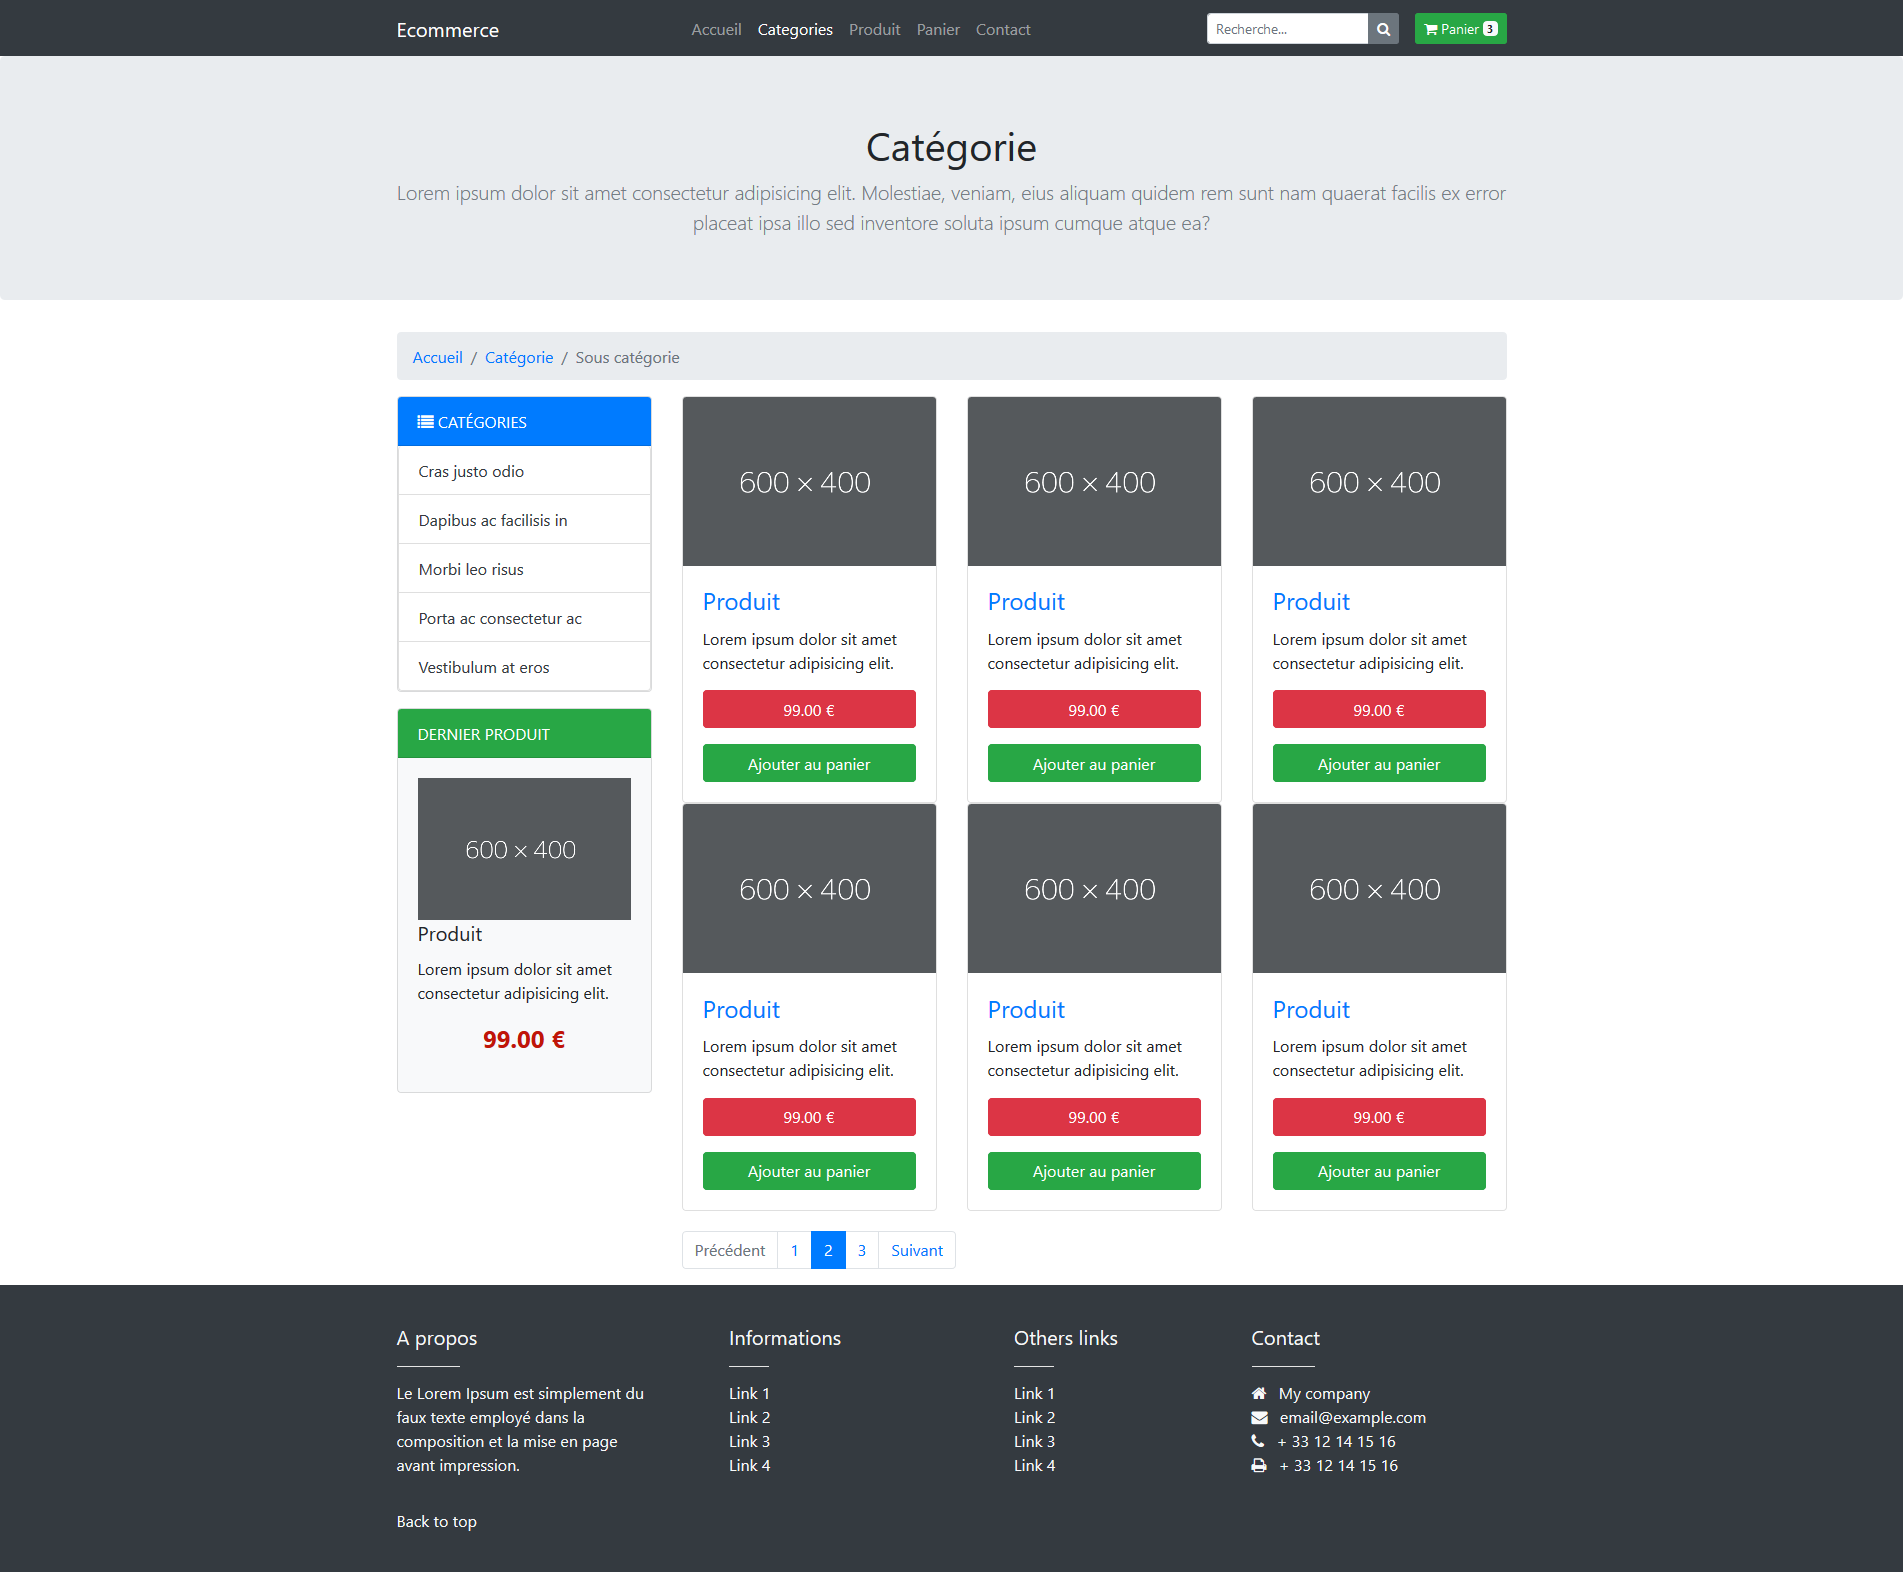 Ecommerce
Accueil Categories Produit Panier Contact
Recherche...
Panier 3
Catégorie
Lorem ipsum dolor sit amet consectetur adipisicing elit. Molestiae, veniam, eius aliquam quidem rem sunt nam quaerat facilis ex error
placeat ipsa illo sed inventore soluta ipsum cumque atque ea?
Accueil / Catégorie / Sous catégorie
CATÉGORIES
Cras justo odio
Dapibus ac facilisis in
Morbi leo risus
Porta ac consectetur ac
Vestibulum at eros
DERNIER PRODUIT
600 × 400
Produit
Lorem ipsum dolor sit amet
consectetur adipisicing elit.
99.00 €
600 × 400
Produit
Lorem ipsum dolor sit amet
consectetur adipisicing elit.
99.00 €
Ajouter au panier
600 × 400
Produit
Lorem ipsum dolor sit amet
consectetur adipisicing elit.
99.00 €
Ajouter au panier
600 × 400
Produit
Lorem ipsum dolor sit amet
consectetur adipisicing elit.
99.00 €
Ajouter au panier
600 × 400
Produit
Lorem ipsum dolor sit amet
consectetur adipisicing elit.
99.00 €
Ajouter au panier
600 × 400
Produit
Lorem ipsum dolor sit amet
consectetur adipisicing elit.
99.00 €
Ajouter au panier
600 × 400
Produit
Lorem ipsum dolor sit amet
consectetur adipisicing elit.
99.00 €
Ajouter au panier
Précédent 1 2 3 Suivant
A propos
Le Lorem Ipsum est simplement du
faux texte employé dans la
composition et la mise en page
avant impression.
Informations
Link 1
Link 2
Link 3
Link 4
Others links
Link 1
Link 2
Link 3
Link 4
Contact
My company
email@example.com
+ 33 12 14 15 16
+ 33 12 14 15 16
Back to top